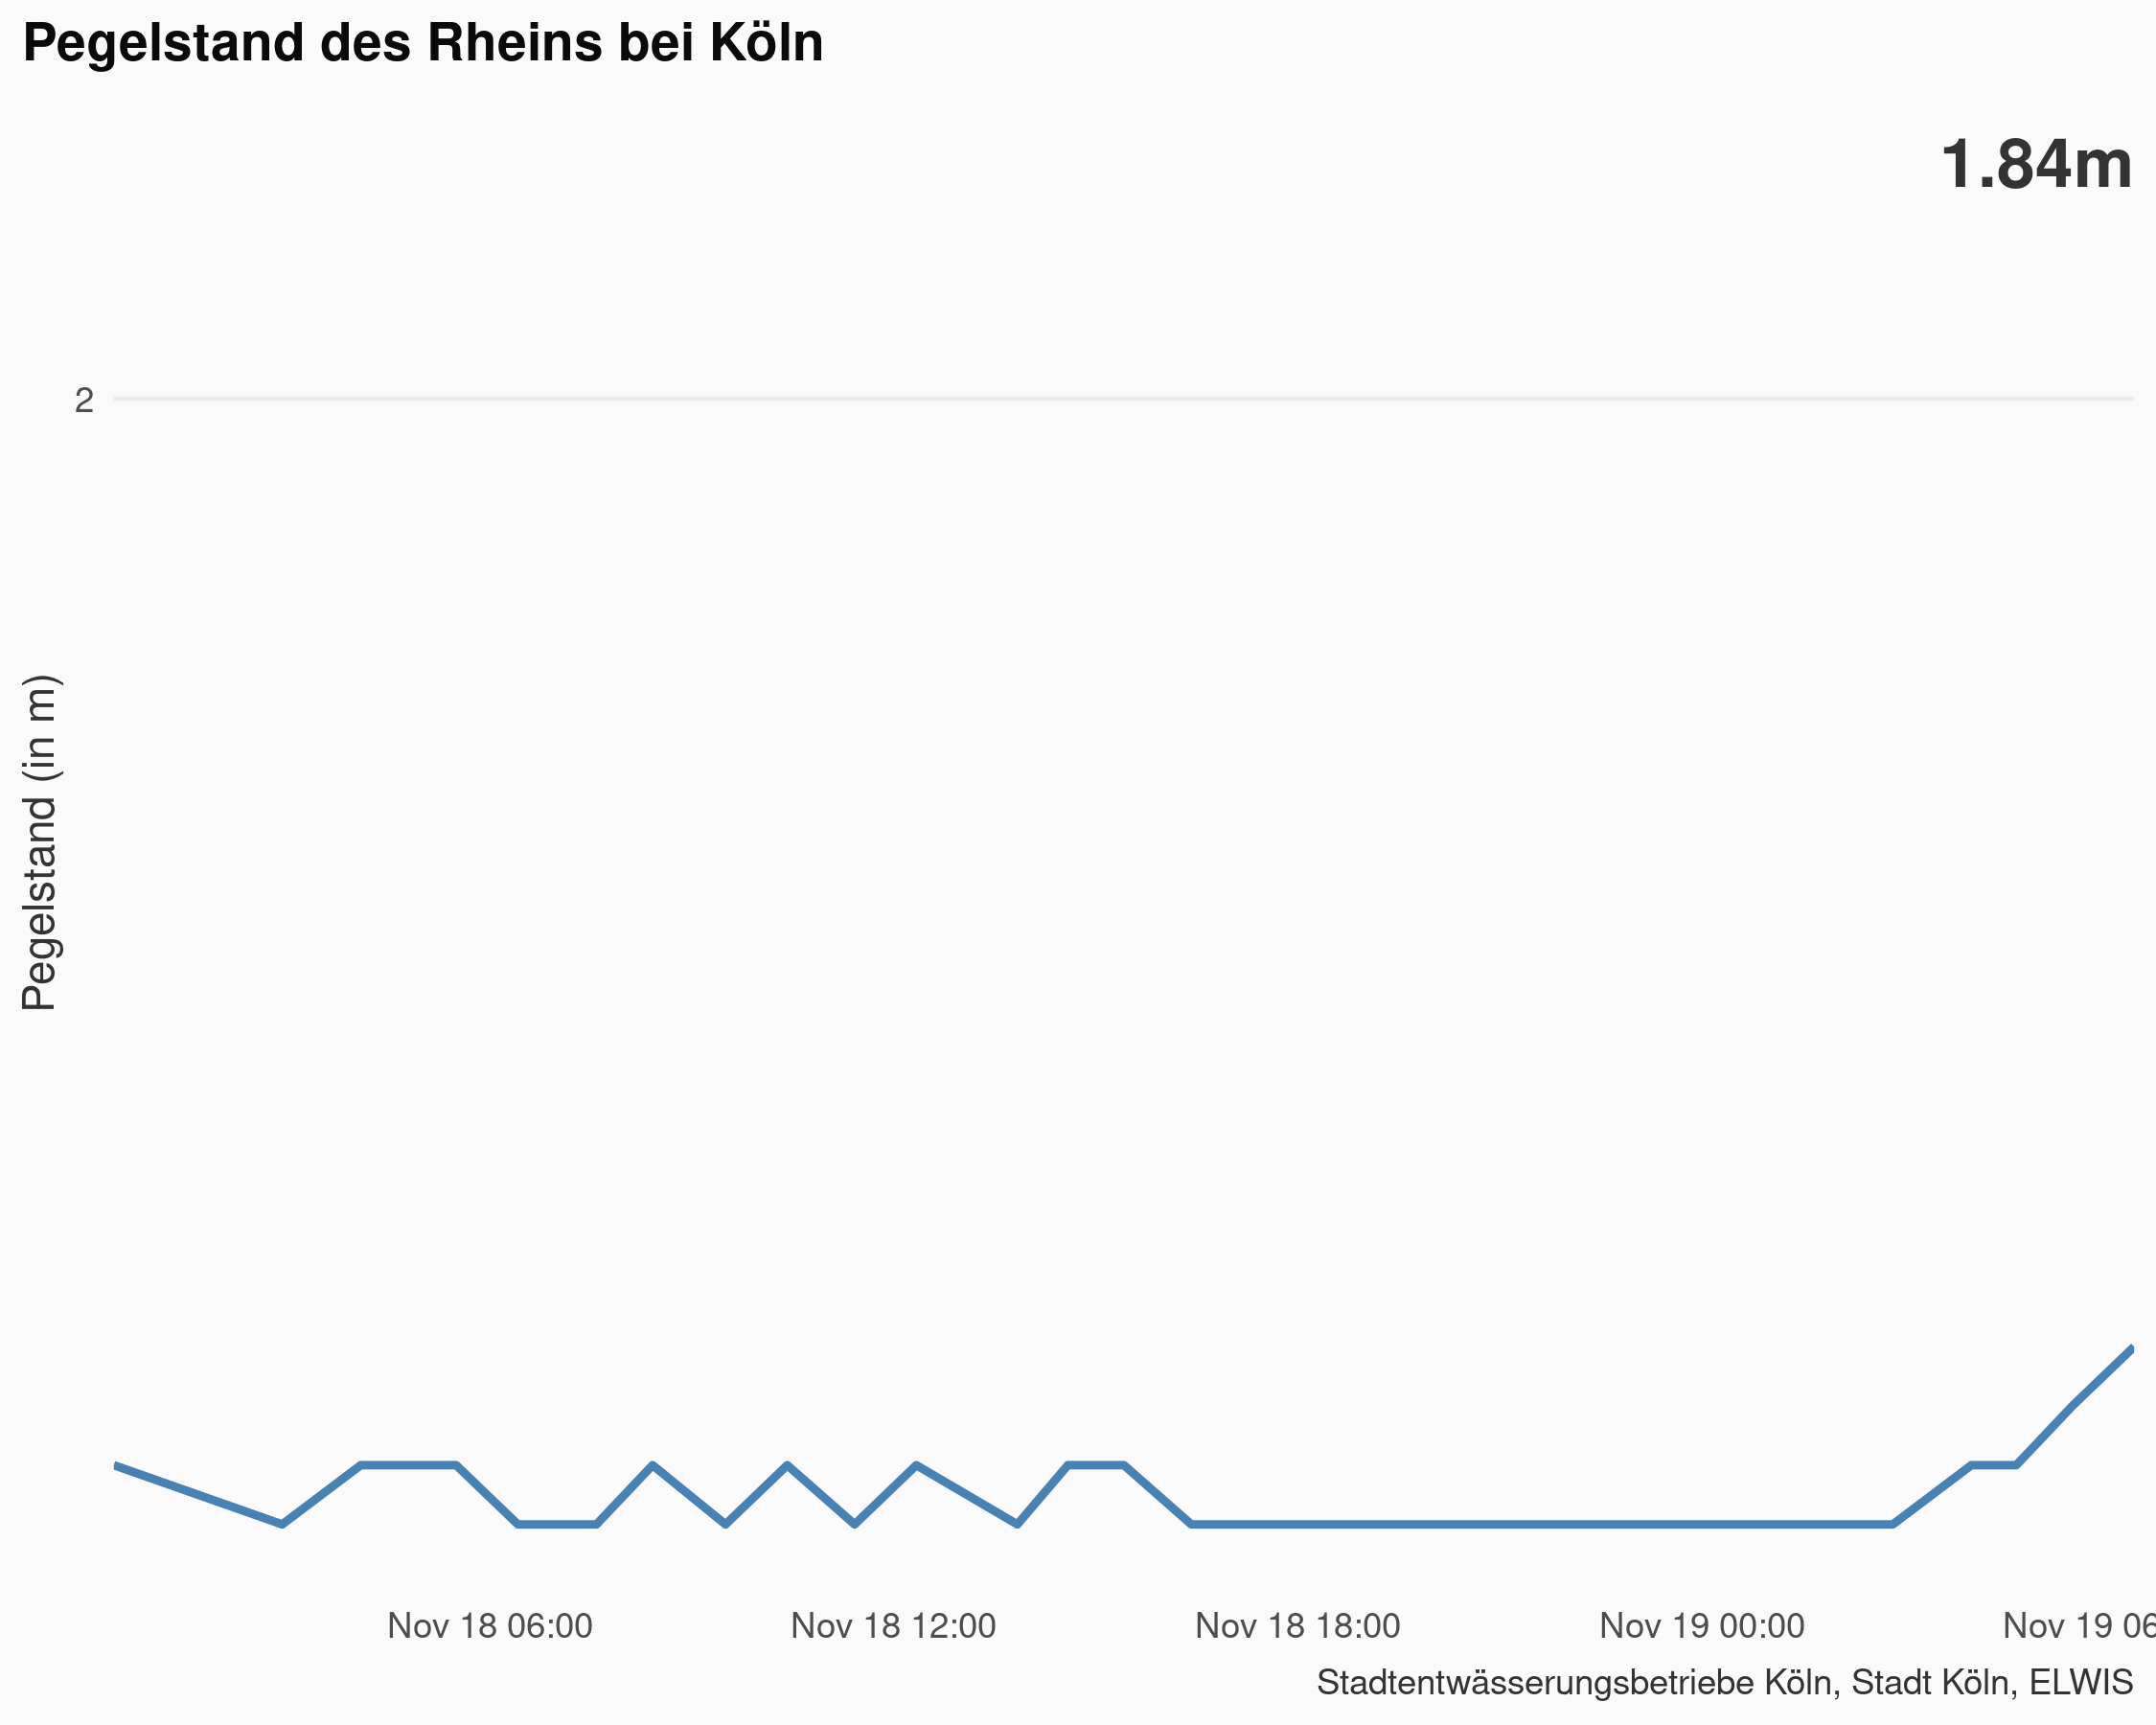 Pegelstand des Rheins bei Köln
1.84m
2
Pegelstand (in m)
Nov 18 06:00
Nov 18 12:00
Nov 18 18:00
Nov 19 00:00
Nov 19 06
Stadtentwässerungsbetriebe Köln, Stadt Köln, ELWIS